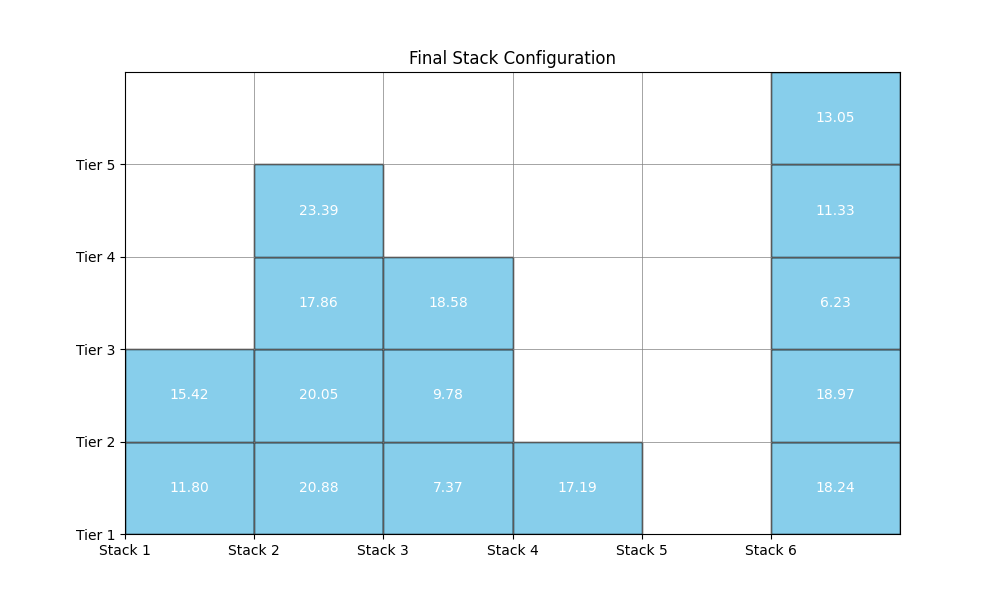 Final Stack Configuration
13.05
Tier 5
23.39
11.33
Tier 4
17.86
18.58
6.23
Tier 3
15.42
20.05
9.78
18.97
Tier 2
11.80
20.88
7.37
17.19
18.24
Tier 1
Stack 1
Stack 2
Stack 3
Stack 4
Stack 5
Stack 6